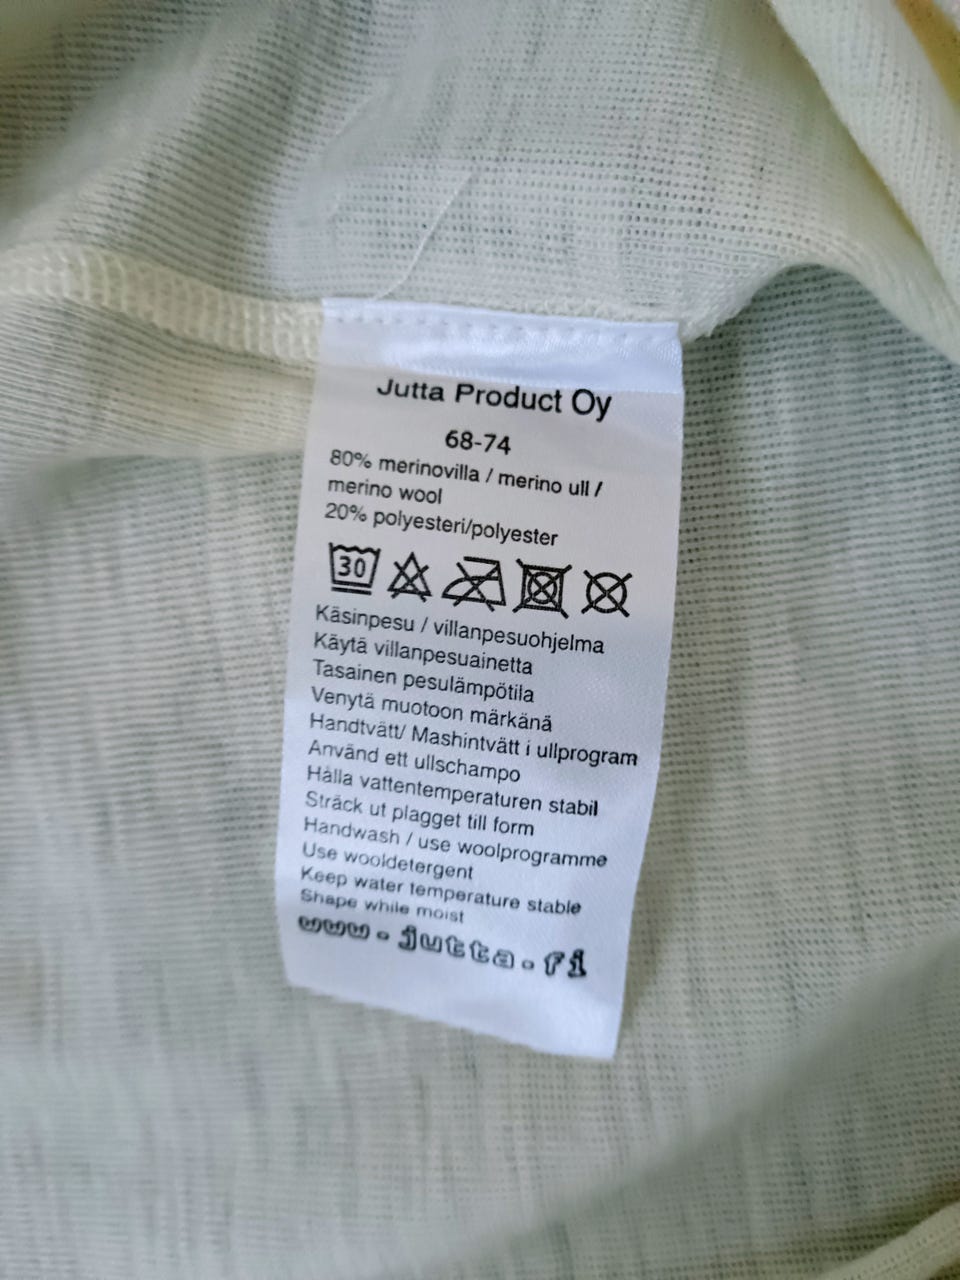 Jutta Product Oy
68-74
80% merinovilla / merino ull /
merino wool
20% polyesteri/polyester
30
Käsinpesu / villanpesuohjelma
Käytä villanpesuainetta
Tasainen pesulämpötila
Venytä muotoon märkänä
Handtvätt/ Mashintvätt i ullprogram
Använd ett ullschampo
Hålla vattentemperaturen stabil
Sträck ut plagget till form
Handwash / use woolprogramme
Use wooldetergent
Keep water temperature stable
Shape while moist
www.jutta.fi